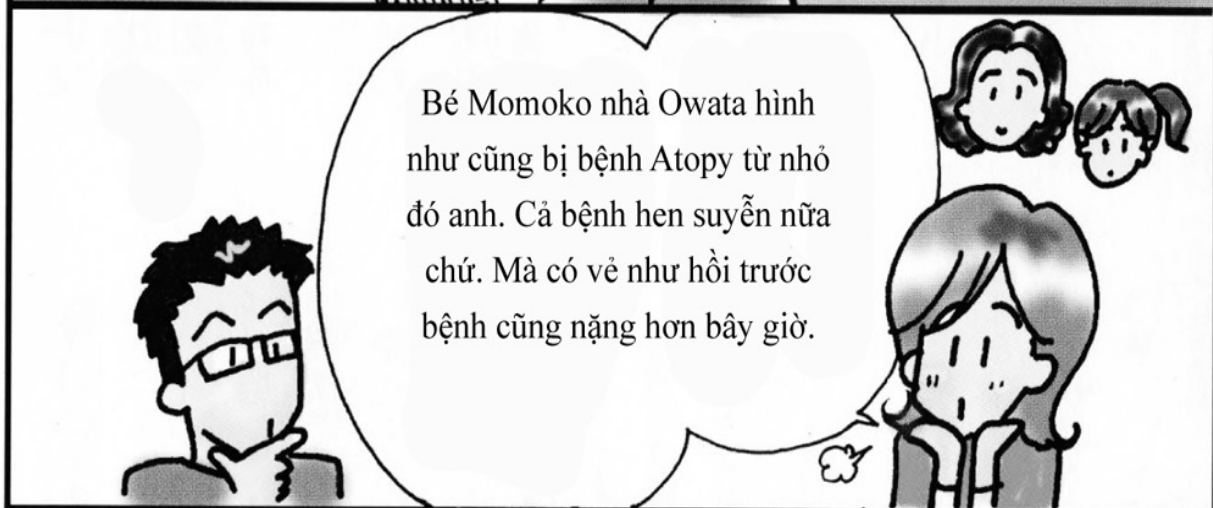 Bé Momoko nhà Owata hình
như cũng bị bệnh Atopy từ nhỏ
đó anh. Cả bệnh hen suyễn nữa
chứ. Mà có vẻ như hồi trước
bệnh cũng nặng hơn bây giờ.